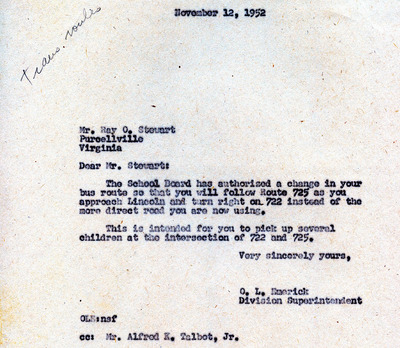 November 12, 1952
Trans. routes
Mr. Ray O. Stewart
Purcellville
Virginia
Dear Mr. Stewart:
The School Board has authorized a change in your
bus route so that you will follow Route 725 as you
approach Lincoln and turn right on 722 instead of the
more direct road you are now using.
This is intended for you to pick up several
children at the intersection of 722 and 725.
Very sincerely yours,
O. L. Emerick
Division Superintendent
OLE:nsf
cc: Mr. Alfred K. Talbot, Jr.